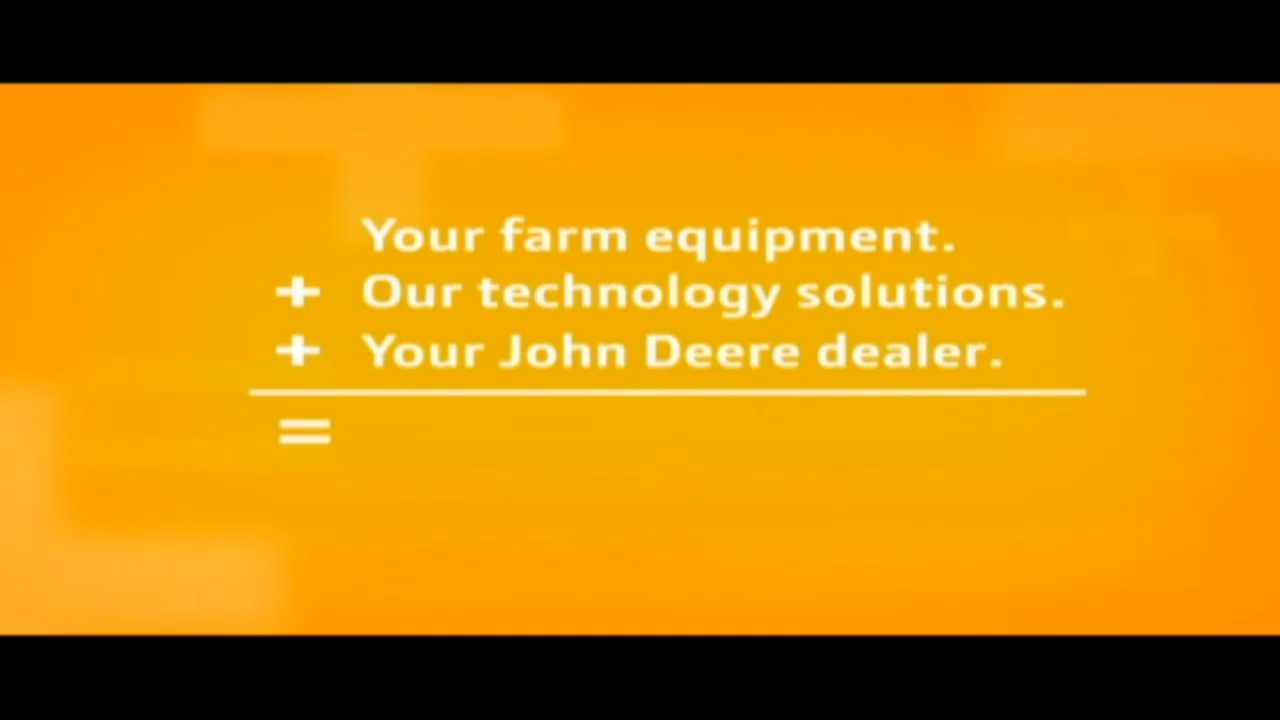 Your farm equipment.
+ Our technology solutions.
+ Your John Deere dealer.
=